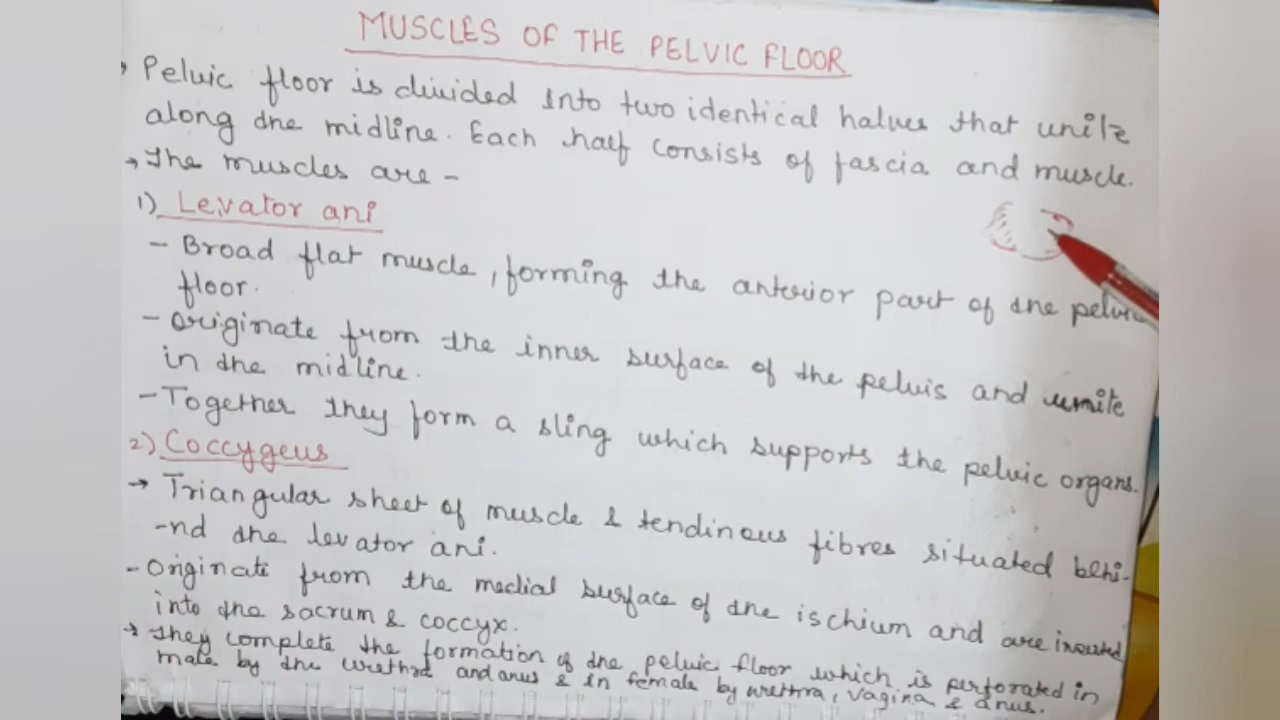 MUSCLES OF THE PELVIC FLOOR
Pelvic floor is divided into two identical halves that unite
along the midline. Each half consists of fascia and muscle.
→ The muscles are -
1) Levator ani
- Broad flat muscle, forming the anterior part of the pelvic
floor.
- Originate from the inner surface of the pelvis and unite
in the midline.
- Together they form a sling which supports the pelvic organs.
2) Coccygeus
→ Triangular sheet of muscle & tendinous fibres situated behi-
-nd the levator ani.
- Originate from the medial surface of the ischium and are inserted
into the sacrum & coccyx.
→ They complete the formation of the pelvic floor which is perforated in
male by the urethra and anus & in female by urethra, vagina & anus.